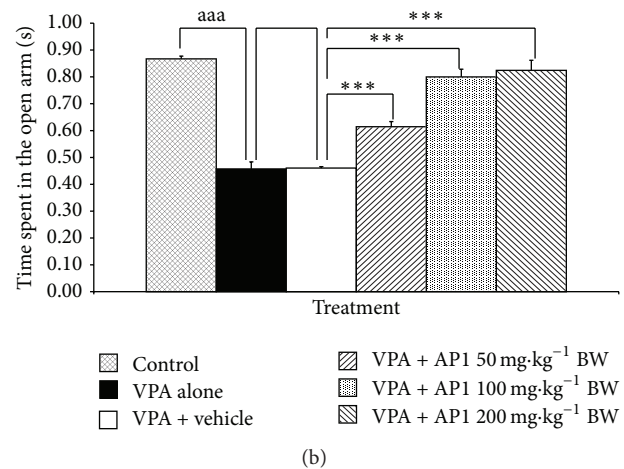 Time spent in the open arm (s)
1.00
0.90
0.80
0.70
0.60
0.50
0.40
0.30
0.20
0.10
0.00
aaa
***
***
***
Treatment
Control
VPA alone
VPA + vehicle
VPA + AP1 50 mg·kg⁻¹ BW
VPA + AP1 100 mg·kg⁻¹ BW
VPA + AP1 200 mg·kg⁻¹ BW
(b)